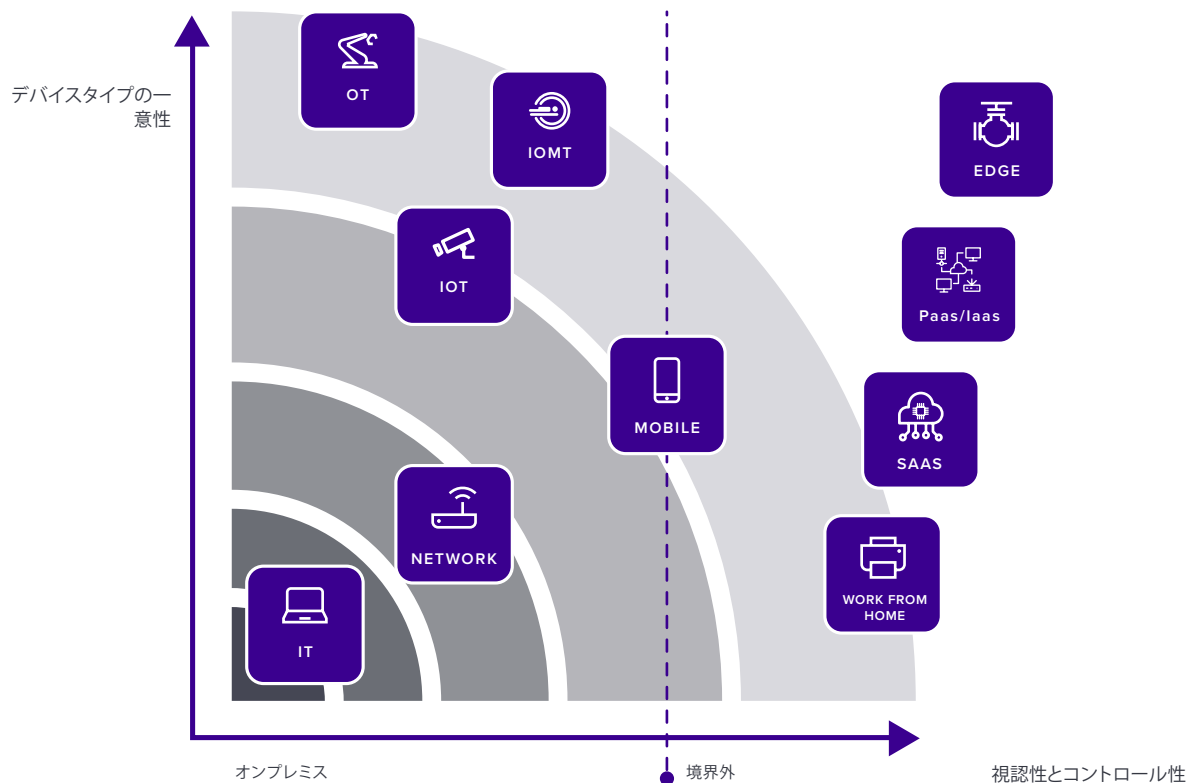 デバイスタイプの一
意性
OT
IOMT
EDGE
IOT
Paas/Iaas
MOBILE
SAAS
NETWORK
WORK FROM
HOME
IT
オンプレミス
境界外
視認性とコントロール性